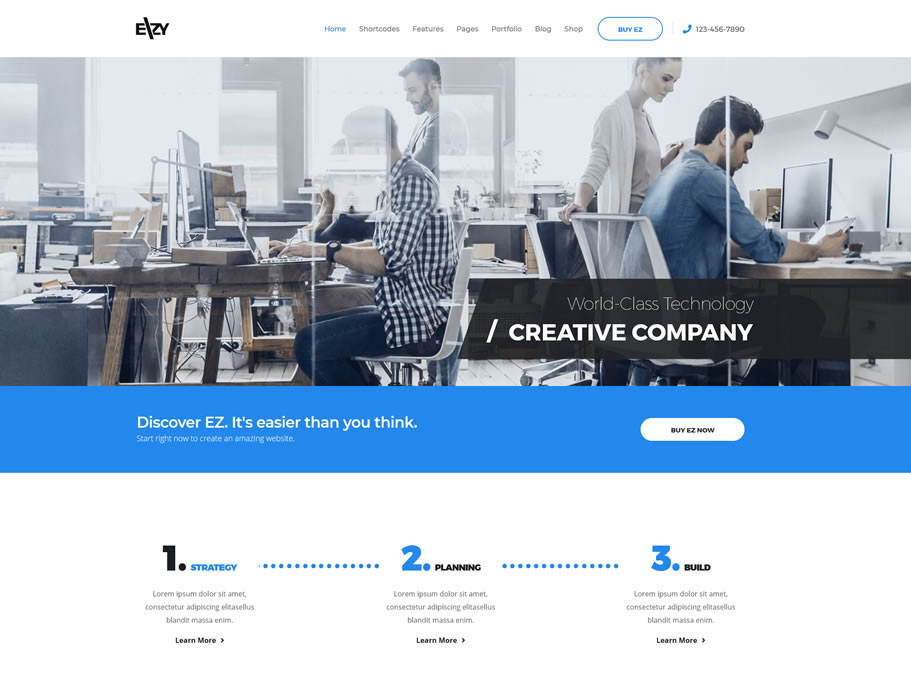 E\ZY
Home Shortcodes Features Pages Portfolio Blog Shop BUY EZ 123-456-7890
World-Class Technology
/ CREATIVE COMPANY
Discover EZ. It's easier than you think.
Start right now to create an amazing website.
BUY EZ NOW
1. STRATEGY
Lorem ipsum dolor sit amet,
consectetur adipiscing elitasellus
blandit massa enim.
Learn More >
2. PLANNING
Lorem ipsum dolor sit amet,
consectetur adipiscing elitasellus
blandit massa enim.
Learn More >
3. BUILD
Lorem ipsum dolor sit amet,
consectetur adipiscing elitasellus
blandit massa enim.
Learn More >